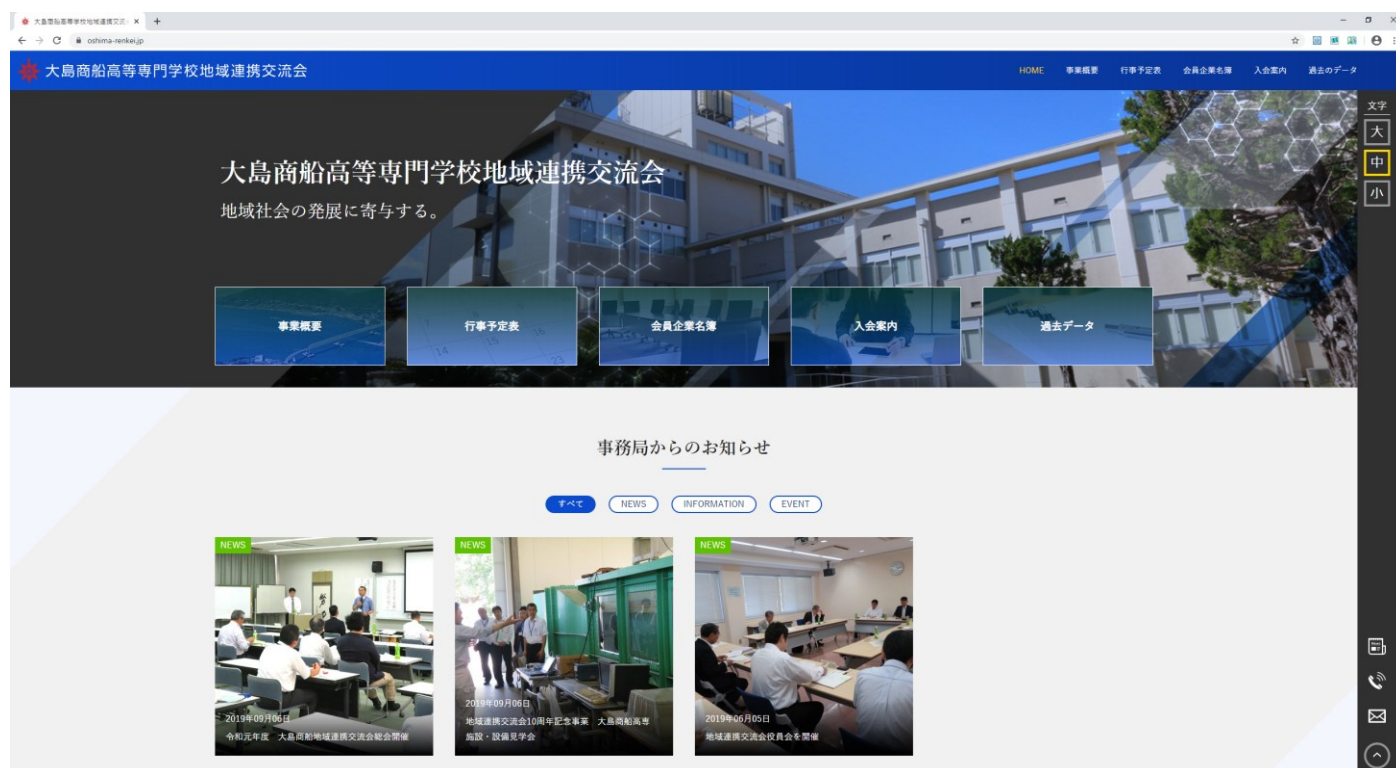 大島商船高等専門学校地域連携交流
oshima-renkei.jp
大島商船高等専門学校地域連携交流会
HOME 事業概要 行事予定表 会員企業名簿 入会案内 過去のデータ
文字
大
中
小
大島商船高等専門学校地域連携交流会
地域社会の発展に寄与する。
事業概要 行事予定表 会員企業名簿 入会案内 過去データ
事務局からのお知らせ
すべて NEWS INFORMATION EVENT
NEWS
2019年09月06日
令和元年度 大島商船地域連携交流会総会開催
NEWS
2019年09月06日
地域連携交流会10周年記念事業 大島商船高専
施設・設備見学会
NEWS
2019年06月05日
地域連携交流会役員会を開催